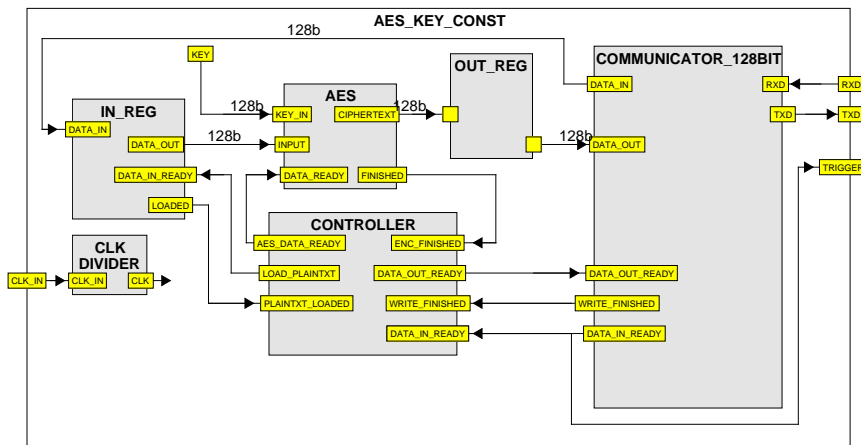 AES_KEY_CONST
128b
KEY
OUT_REG
COMMUNICATOR_128BIT
AES
DATA_IN
RXD
RXD
IN_REG
128b
KEY_IN
CIPHERTEXT
128b
TXD
TXD
DATA_IN
DATA_OUT
128b
INPUT
128b
DATA_OUT
DATA_IN_READY
DATA_READY
FINISHED
TRIGGER
LOADED
CONTROLLER
CLK
DIVIDER
AES_DATA_READY
ENC_FINISHED
CLK_IN
CLK_IN
CLK
LOAD_PLAINTXT
DATA_OUT_READY
DATA_OUT_READY
PLAINTXT_LOADED
WRITE_FINISHED
WRITE_FINISHED
DATA_IN_READY
DATA_IN_READY